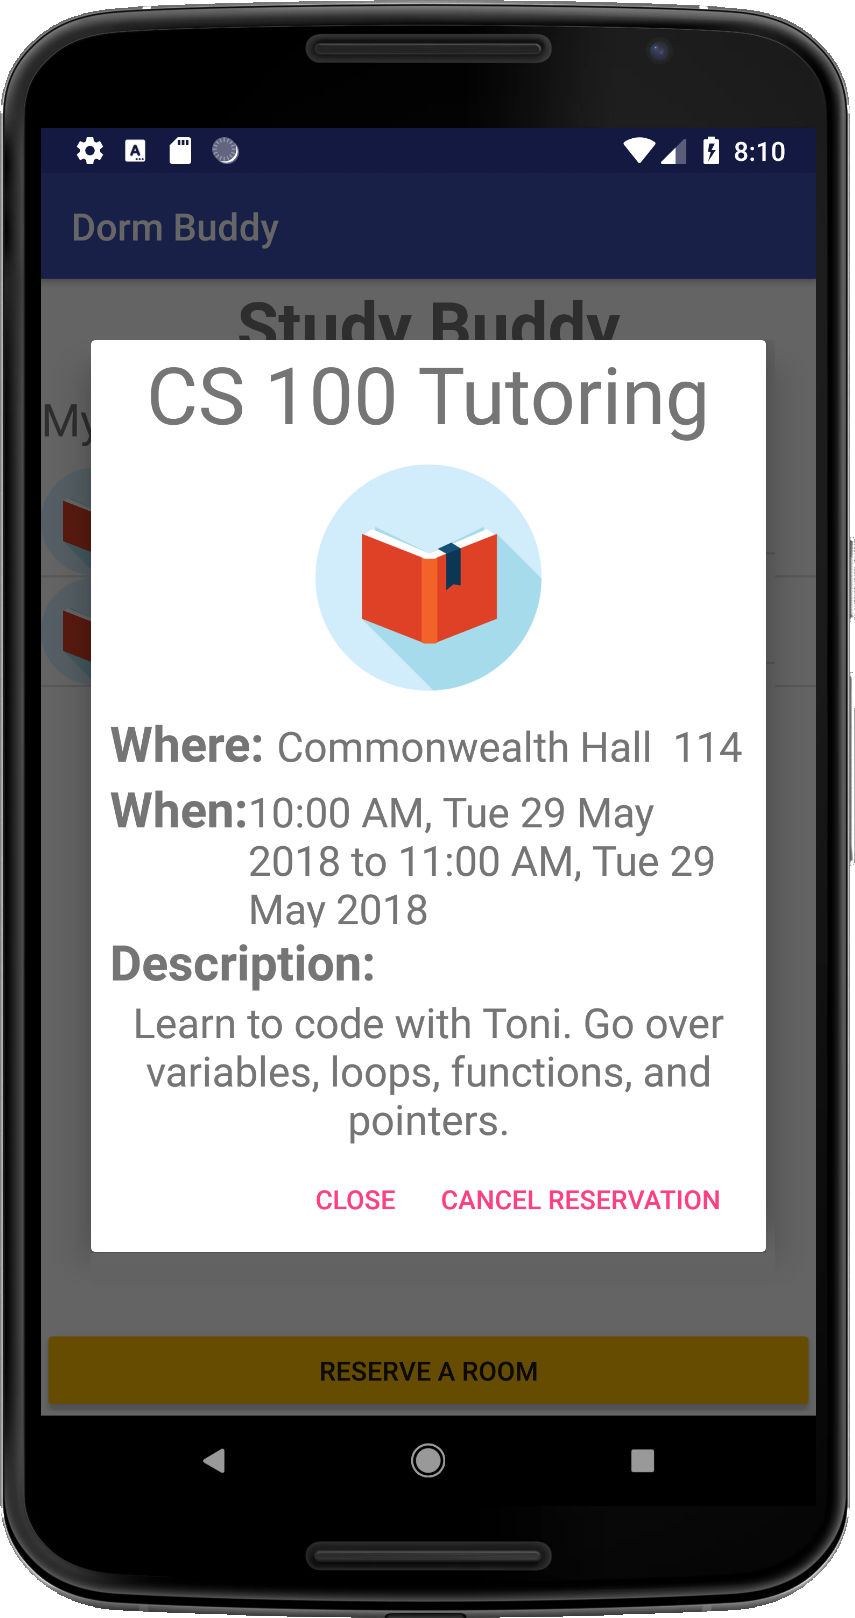 8:10
Dorm Buddy
Study Buddy
My
CS 100 Tutoring
Where: Commonwealth Hall 114
When:10:00 AM, Tue 29 May
2018 to 11:00 AM, Tue 29
May 2018
Description:
Learn to code with Toni. Go over
variables, loops, functions, and
pointers.
CLOSE CANCEL RESERVATION
RESERVE A ROOM